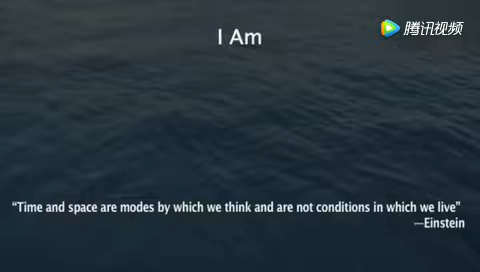 I Am
腾讯视频
“Time and space are modes by which we think and are not conditions in which we live”
—Einstein